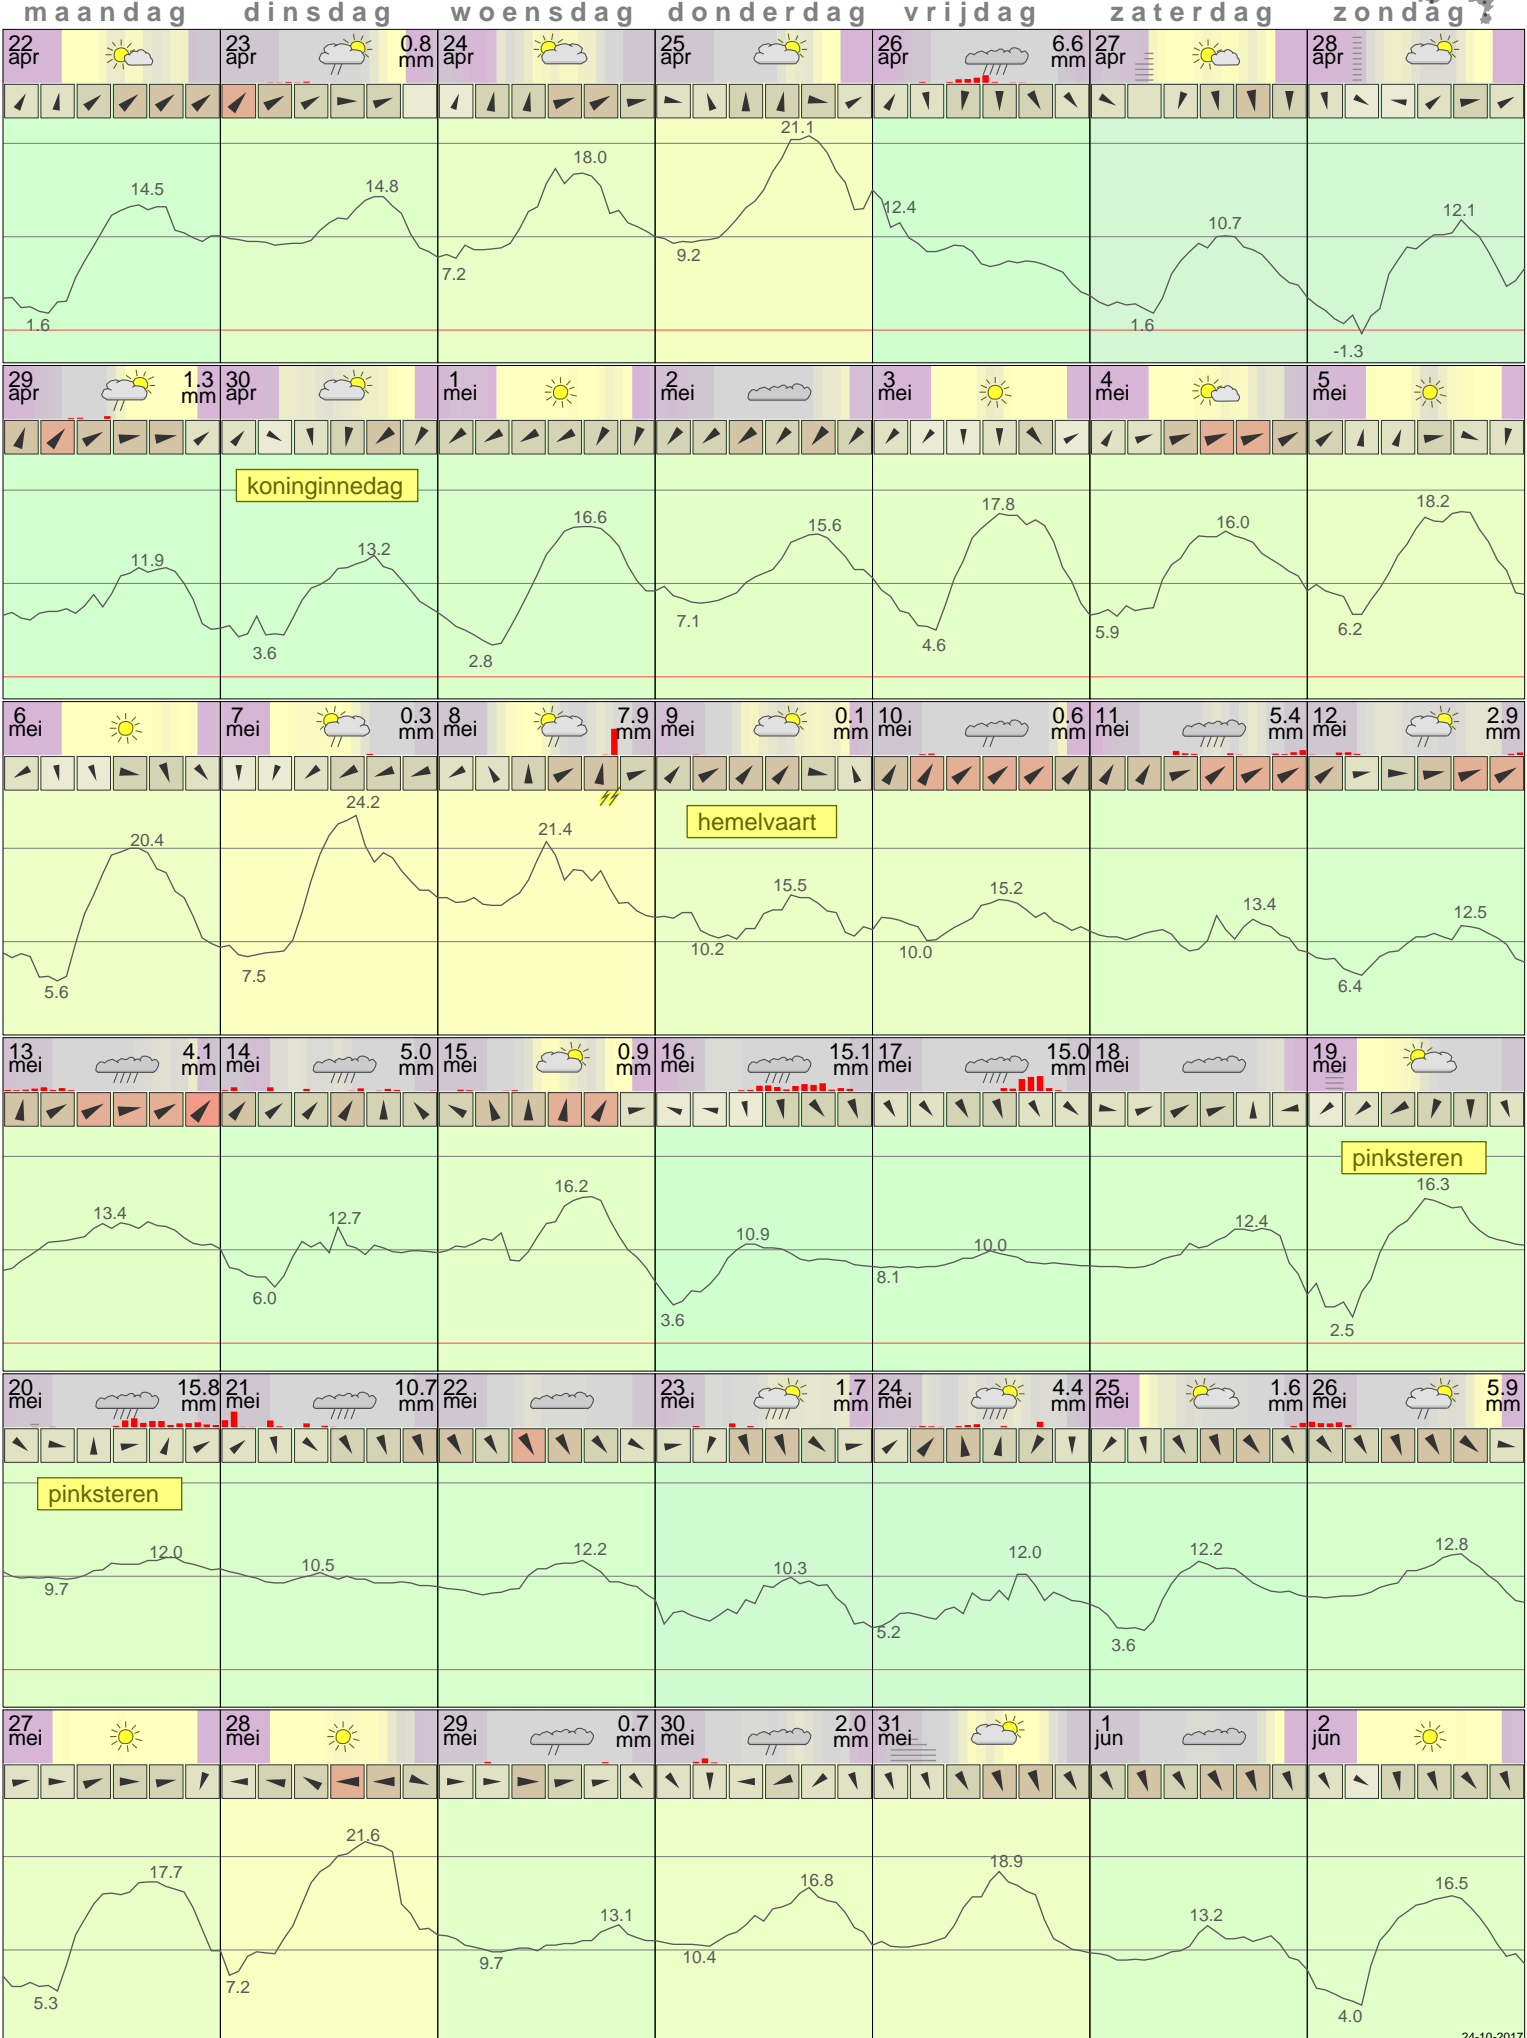 maandag dinsdag woensdag donderdag vrijdag zaterdag zondag
22 apr 23 apr 0.8 mm 24 apr 25 apr 26 apr 6.6 mm 27 apr 28 apr
21.1
14.5 14.8 18.0 12.4 10.7 12.1
1.6 7.2 9.2 1.6 -1.3
29 apr 1.3 mm 30 apr 1 mei 2 mei 3 mei 4 mei 5 mei
koninginnedag
11.9 13.2 16.6 15.6 17.8 16.0 18.2
3.6 2.8 7.1 4.6 5.9 6.2
6 mei 7 mei 0.3 mm 8 mei 7.9 mm 9 mei 0.1 mm 10 mei 0.6 mm 11 mei 5.4 mm 12 mei 2.9 mm
hemelvaart
20.4 24.2 21.4 15.5 15.2 13.4 12.5
5.6 7.5 10.2 10.0 6.4
13 mei 4.1 mm 14 mei 5.0 mm 15 mei 0.9 mm 16 mei 15.1 mm 17 mei 15.0 mm 18 mei 19 mei
pinksteren
13.4 12.7 16.2 10.9 10.0 12.4 16.3
6.0 3.6 8.1 2.5
20 mei 15.8 21 mei 10.7 mm 22 mei 23 mei 1.7 mm 24 mei 4.4 mm 25 mei 1.6 mm 26 mei 5.9 mm
pinksteren
12.0 10.5 12.2 10.3 12.0 12.2 12.8
9.7 5.2 3.6
27 mei 28 mei 29 mei 0.7 mm 30 mei 2.0 mm 31 mei 1 jun 2 jun
17.7 21.6 13.1 16.8 18.9 13.2 16.5
5.3 7.2 9.7 10.4 4.0
24-10-2017